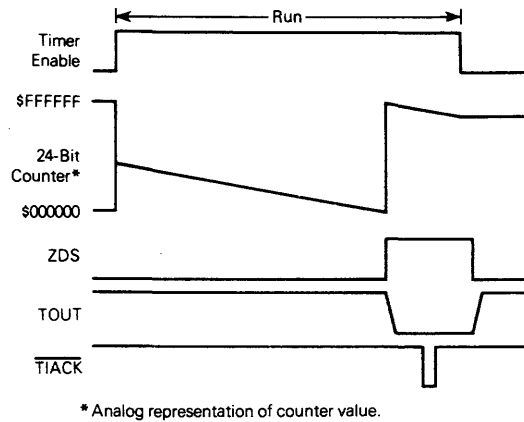 Run
Timer
Enable
$FFFFFF
24-Bit
Counter*
$000000
ZDS
TOUT
TIACK
* Analog representation of counter value.